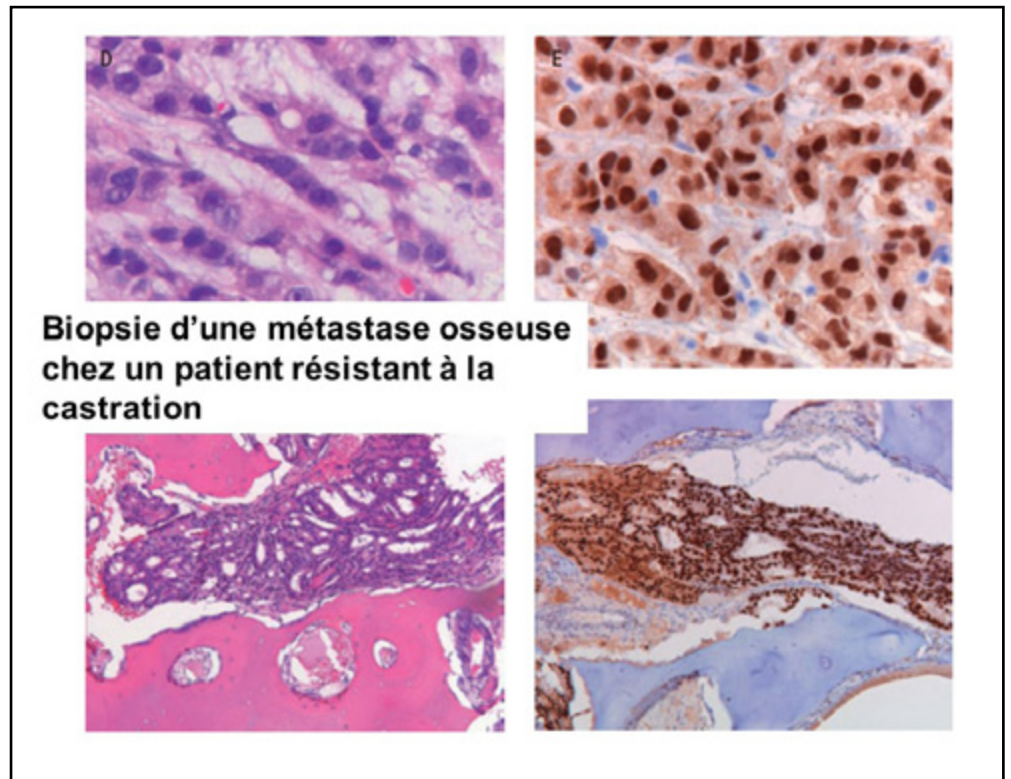 D
E
Biopsie d’une métastase osseuse
chez un patient résistant à la
castration